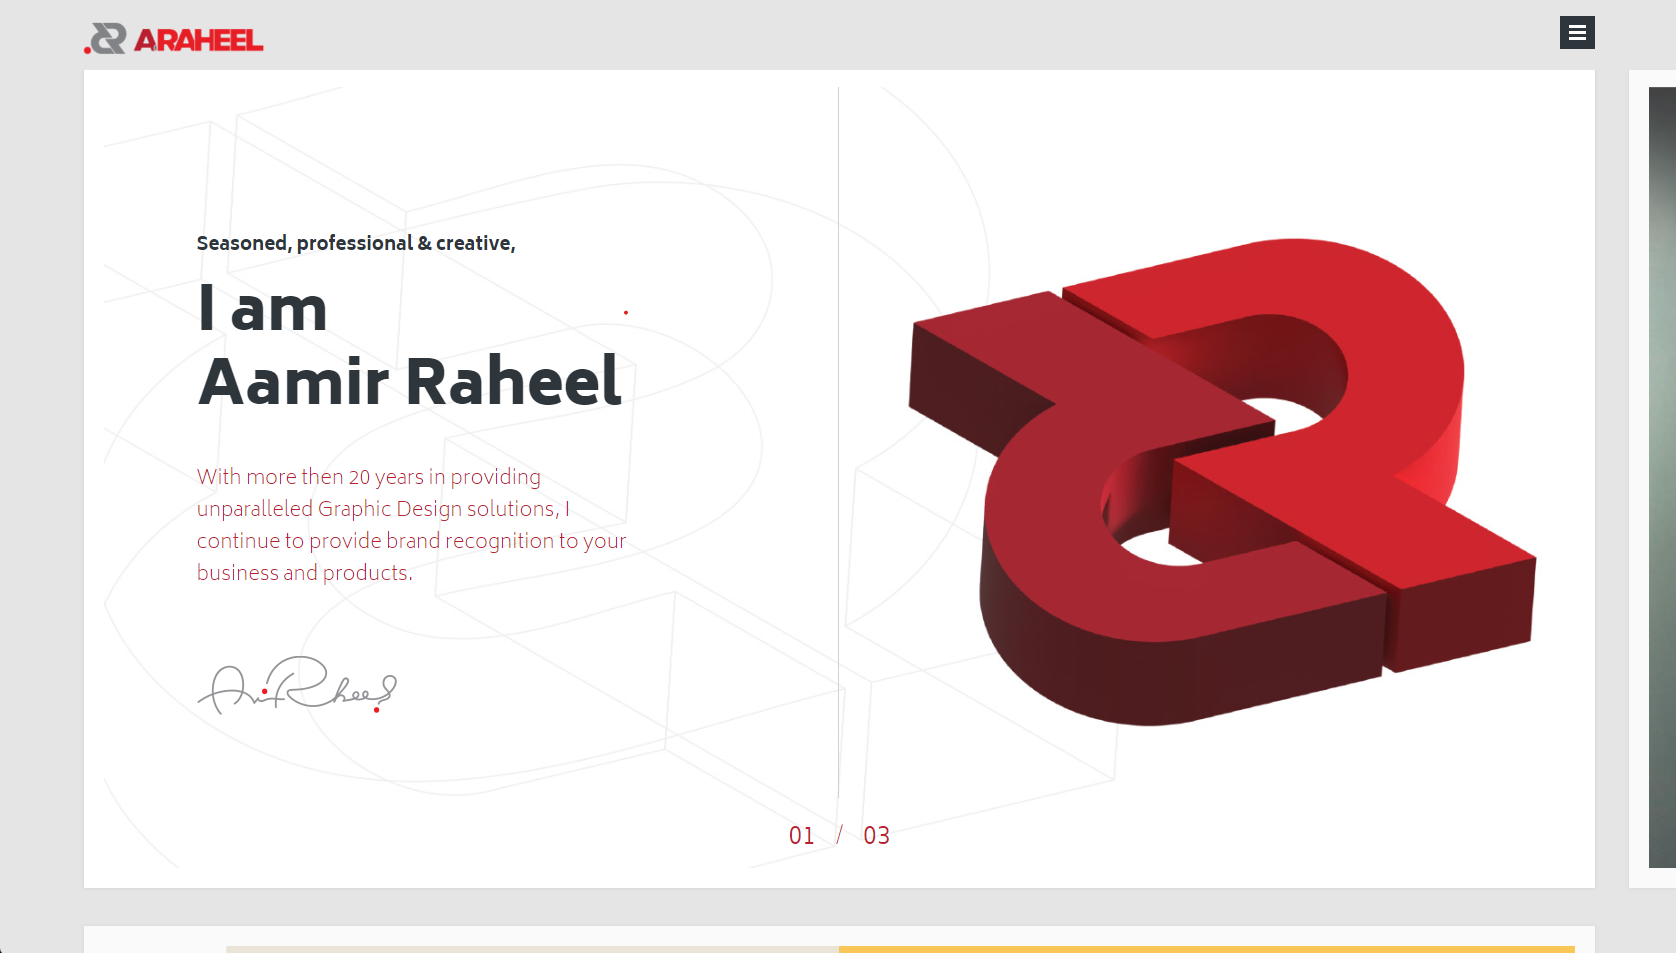 ARAHEEL
Seasoned, professional & creative,
I am
Aamir Raheel
With more then 20 years in providing
unparalleled Graphic Design solutions, I
continue to provide brand recognition to your
business and products.
01 / 03